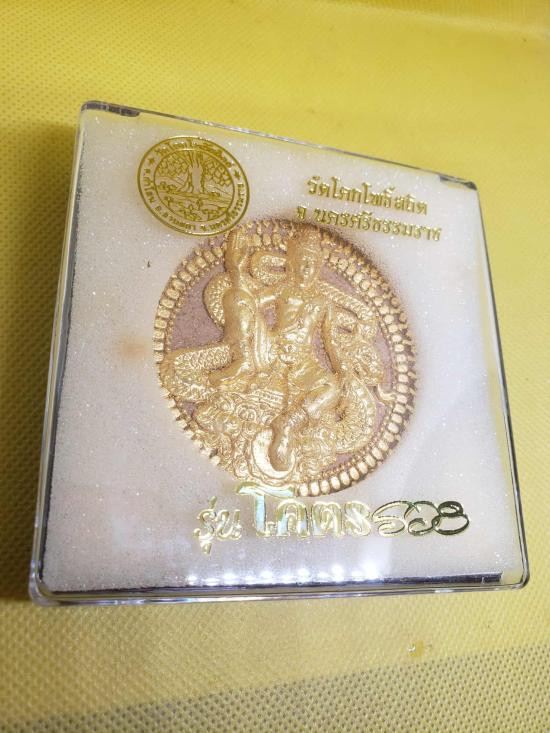 วัดโคกโพธิ์สถิต
จ.นครศรีธรรมราช
รุ่น โคตรรวย